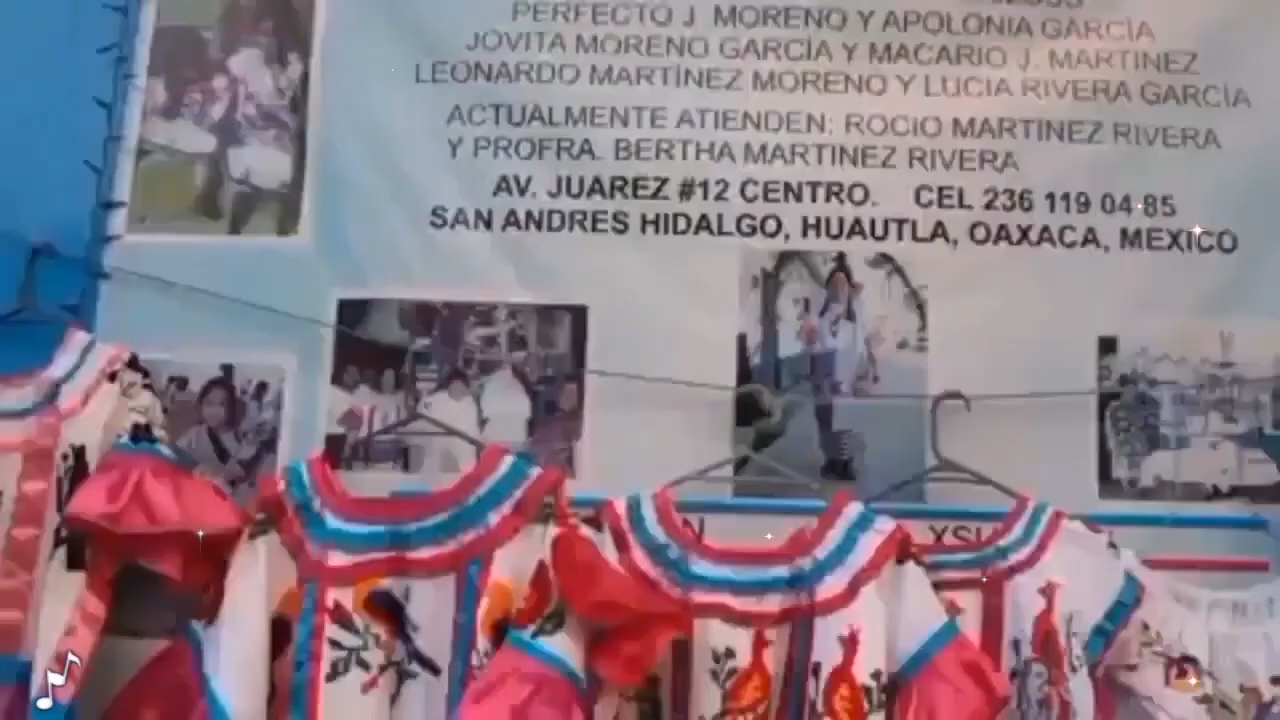 PERFECTO J MORENO Y APOLONIA GARCÍA
JOVITA MORENO GARCÍA Y MACARIO J. MARTINEZ
LEONARDO MARTÍNEZ MORENO Y LUCIA RIVERA GARCÍA
ACTUALMENTE ATIENDEN: ROCIO MARTINEZ RIVERA
Y PROFRA. BERTHA MARTINEZ RIVERA
AV. JUAREZ #12 CENTRO. CEL 236 119 04 85
SAN ANDRES HIDALGO, HUAUTLA, OAXACA, MEXICO